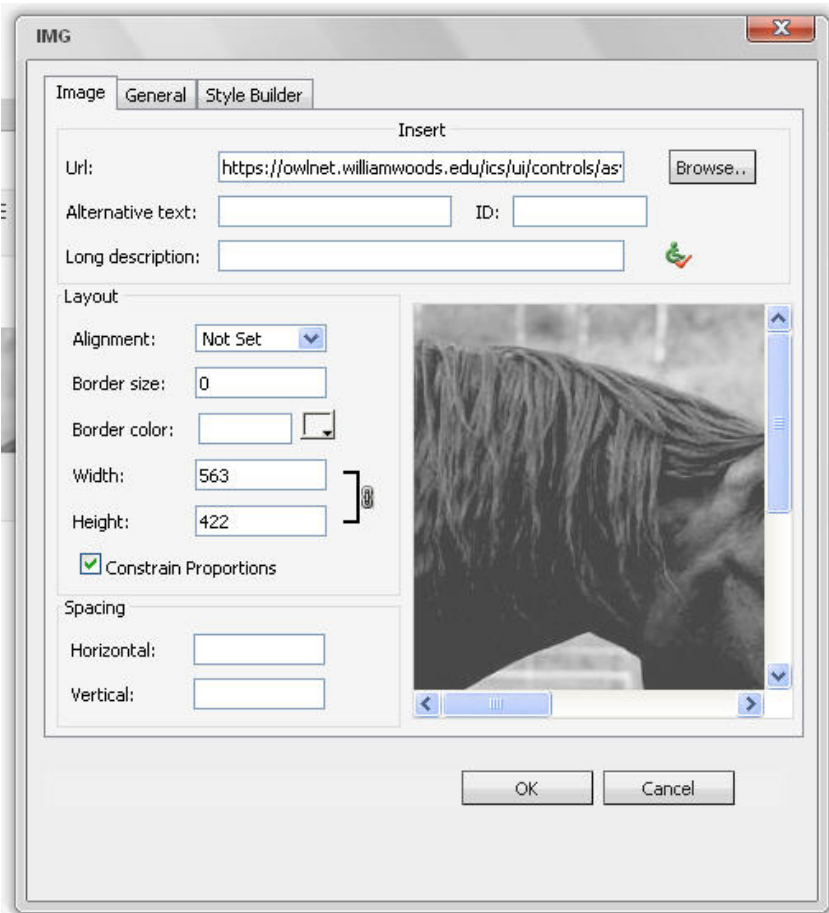 IMG
Image General Style Builder
Insert
Url: https://owlnet.williamwoods.edu/ics/ui/controls/as Browse..
Alternative text: ID:
Long description:
Layout
Alignment: Not Set
Border size: 0
Border color:
Width: 563
Height: 422
Constrain Proportions
Spacing
Horizontal:
Vertical:
OK Cancel